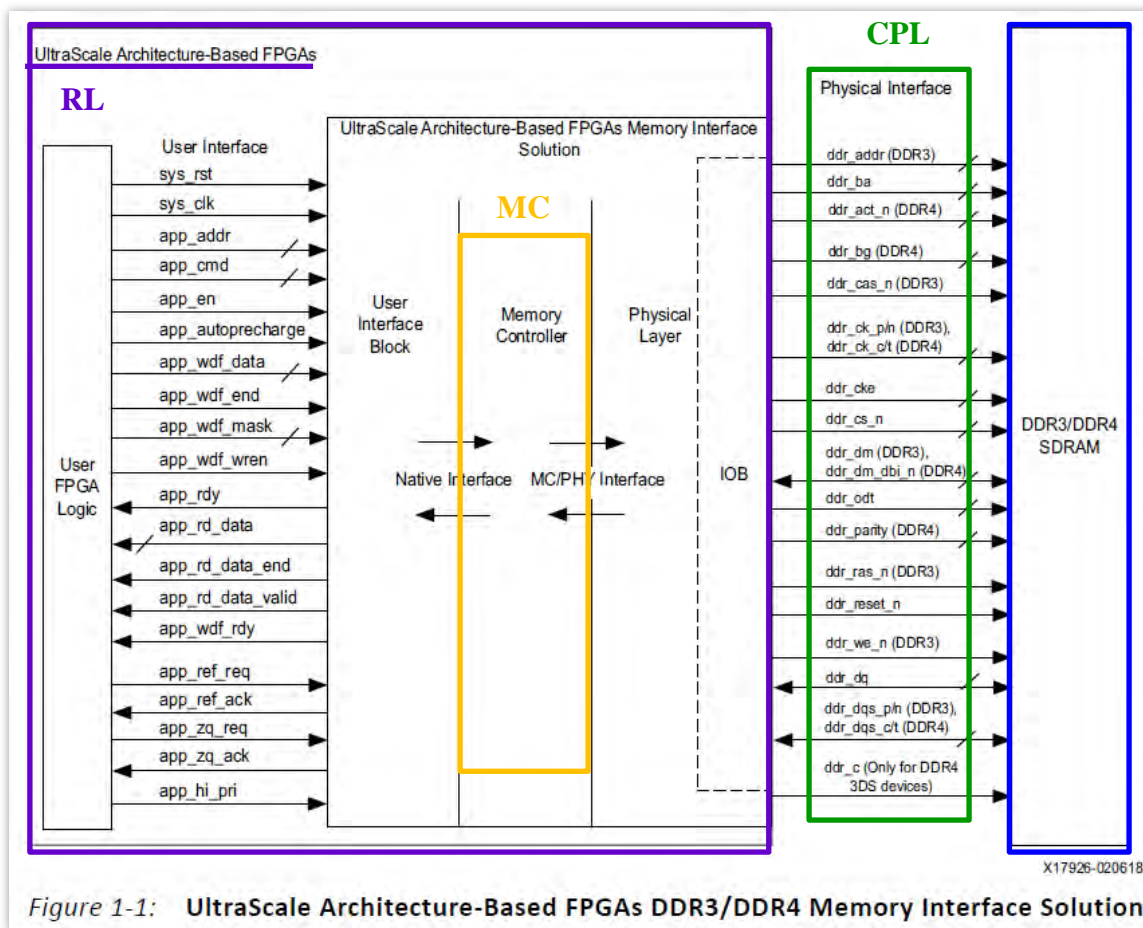 CPL
UltraScale Architecture-Based FPGAs
RL
Physical Interface
User Interface
UltraScale Architecture-Based FPGAs Memory Interface
Solution
sys_rst
sys_clk
app_addr
app_cmd
app_en
app_autoprecharge
app_wdf_data
app_wdf_end
app_wdf_mask
app_wdf_wren
app_rdy
app_rd_data
app_rd_data_end
app_rd_data_valid
app_wdf_rdy
app_ref_req
app_ref_ack
app_zq_req
app_zq_ack
app_hi_pri
User
FPGA
Logic
MC
User
Interface
Block
Memory
Controller
Physical
Layer
Native Interface
MC/PHY Interface
IOB
ddr_addr (DDR3)
ddr_ba
ddr_act_n (DDR4)
ddr_bg (DDR4)
ddr_cas_n (DDR3)
ddr_ck_p/n (DDR3),
ddr_ck_c/t (DDR4)
ddr_cke
ddr_cs_n
ddr_dm (DDR3),
ddr_dm_dbi_n (DDR4)
ddr_odt
ddr_parity (DDR4)
ddr_ras_n (DDR3)
ddr_reset_n
ddr_we_n (DDR3)
ddr_dq
ddr_dqs_p/n (DDR3),
ddr_dqs_c/t (DDR4)
ddr_c (Only for DDR4
3DS devices)
DDR3/DDR4
SDRAM
X17926-020618
Figure 1-1: UltraScale Architecture-Based FPGAs DDR3/DDR4 Memory Interface Solution